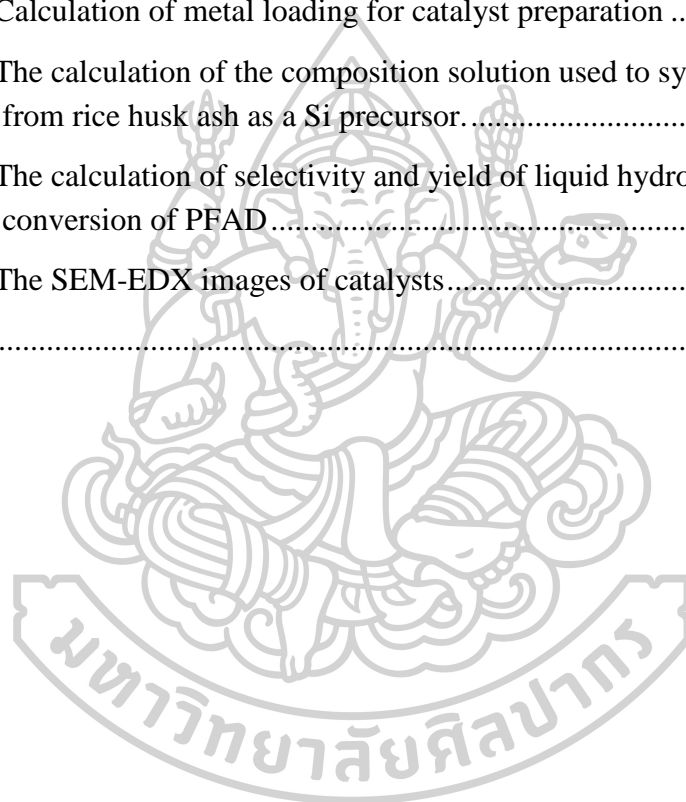 Calculation of metal loading for catalyst preparation ..
The calculation of the composition solution used to sy
from rice husk ash as a Si precursor........................
The calculation of selectivity and yield of liquid hydro
conversion of PFAD......................................................
The SEM-EDX images of catalysts................................
............................................................................................
มหาวิทยาลัยศิลปากร